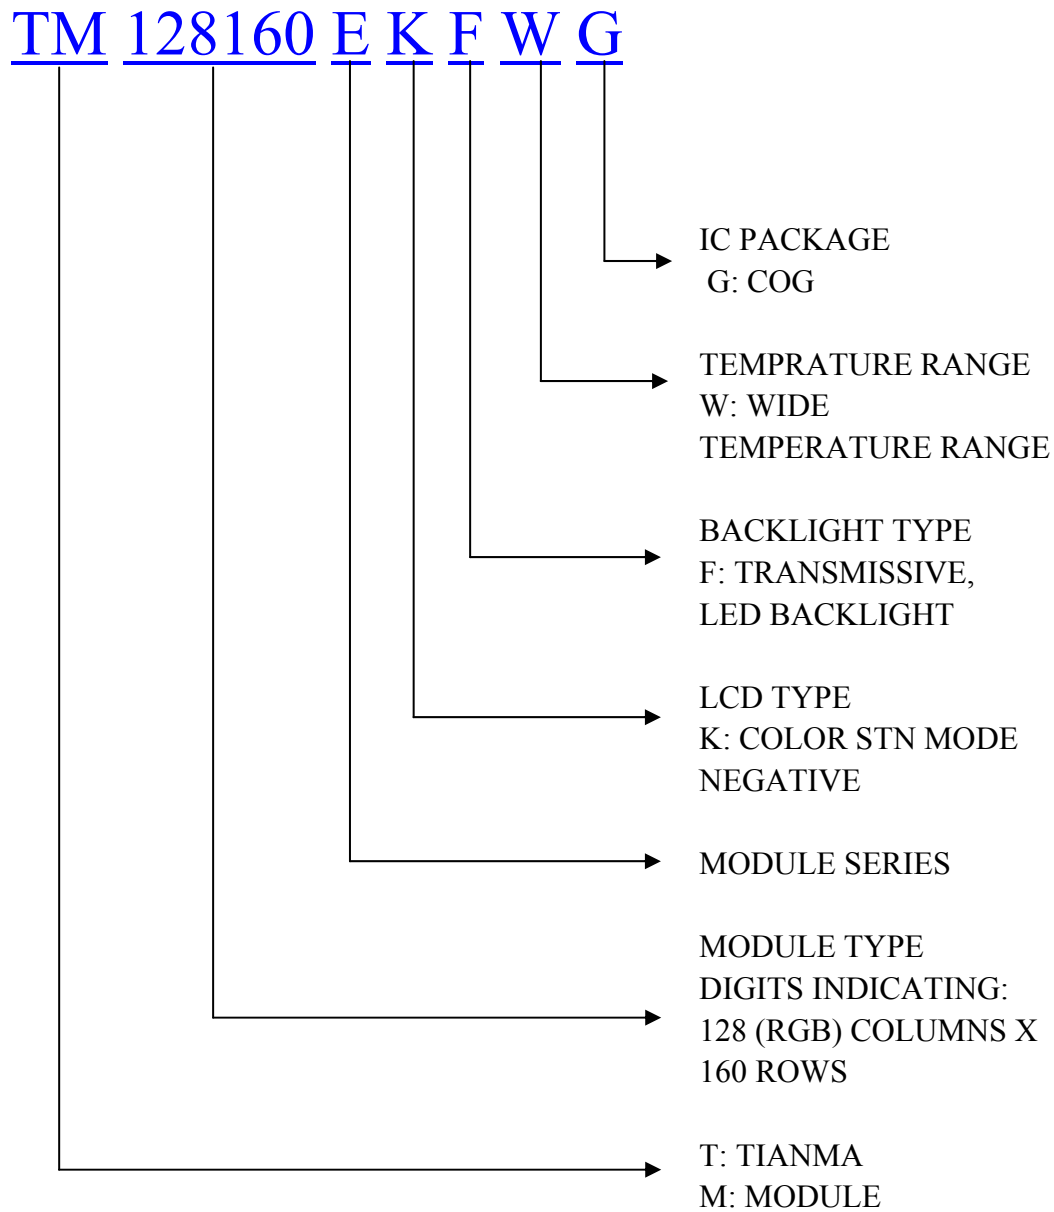 TM 128160 E K F W G
IC PACKAGE
G: COG
TEMPRATURE RANGE
W: WIDE
TEMPERATURE RANGE
BACKLIGHT TYPE
F: TRANSMISSIVE,
LED BACKLIGHT
LCD TYPE
K: COLOR STN MODE
NEGATIVE
MODULE SERIES
MODULE TYPE
DIGITS INDICATING:
128 (RGB) COLUMNS X
160 ROWS
T: TIANMA
M: MODULE